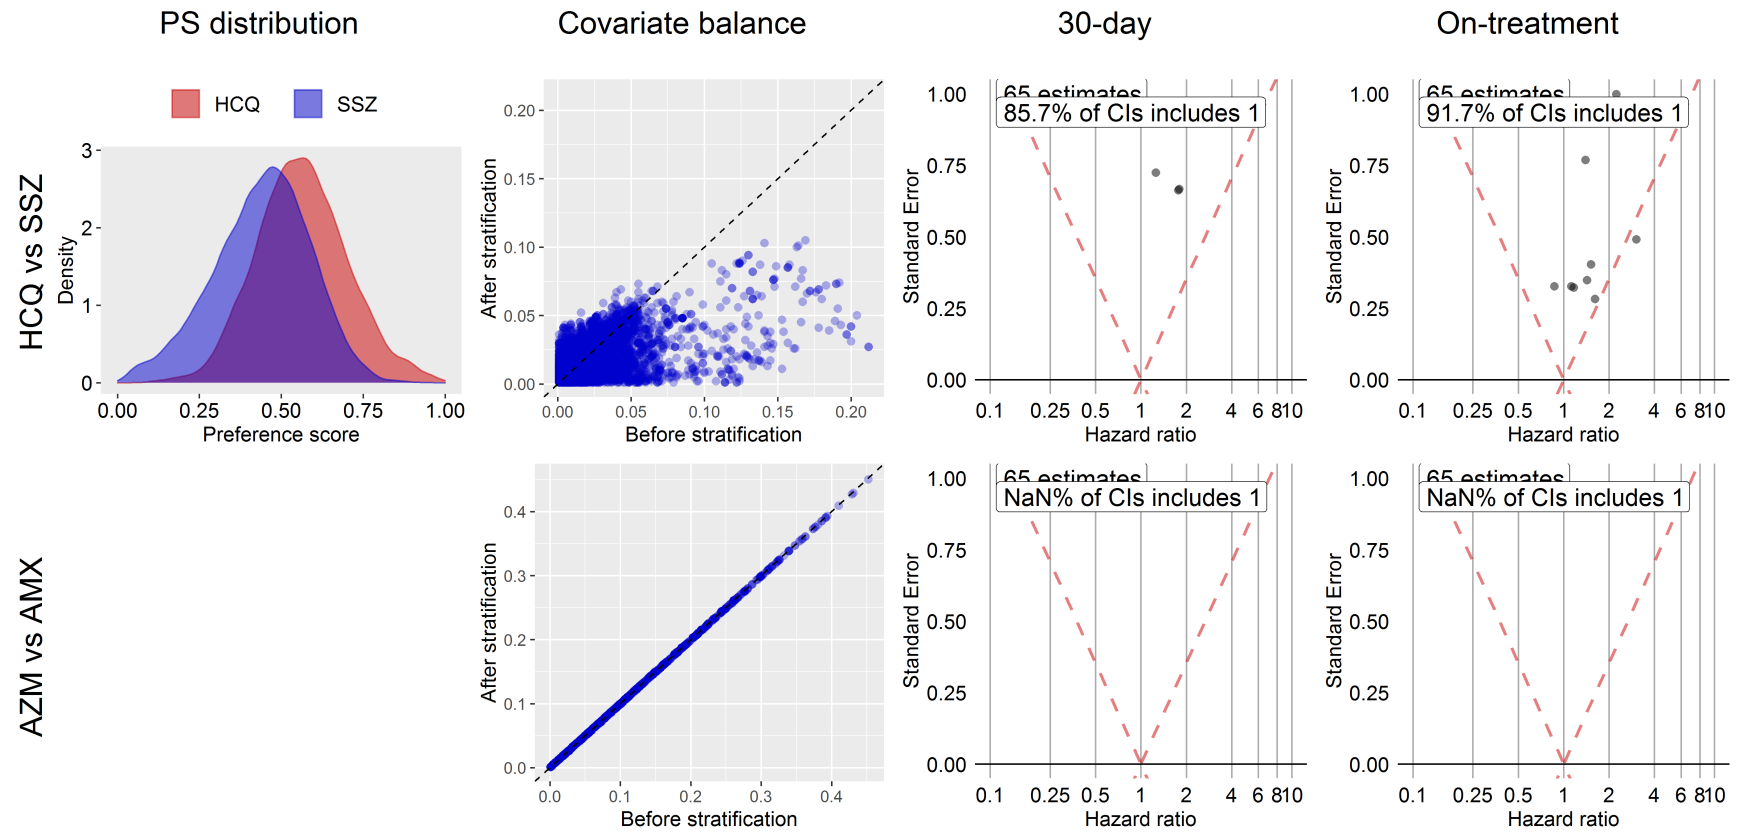 PS distribution
Covariate balance
30-day
On-treatment
HCQ vs SSZ
HCQ
SSZ
Density
3
2
1
0
0.00 0.25 0.50 0.75 1.00
Preference score
After stratification
0.20
0.15
0.10
0.05
0.00
0.00 0.05 0.10 0.15 0.20
Before stratification
65 estimates
85.7% of CIs includes 1
Standard Error
1.00
0.75
0.50
0.25
0.00
0.1 0.25 0.5 1 2 4 6 8 10
Hazard ratio
65 estimates
91.7% of CIs includes 1
Standard Error
1.00
0.75
0.50
0.25
0.00
0.1 0.25 0.5 1 2 4 6 8 10
Hazard ratio
AZM vs AMX
After stratification
0.4
0.3
0.2
0.1
0.0
0.0 0.1 0.2 0.3 0.4
Before stratification
65 estimates
NaN% of CIs includes 1
Standard Error
1.00
0.75
0.50
0.25
0.00
0.1 0.25 0.5 1 2 4 6 8 10
Hazard ratio
65 estimates
NaN% of CIs includes 1
Standard Error
1.00
0.75
0.50
0.25
0.00
0.1 0.25 0.5 1 2 4 6 8 10
Hazard ratio